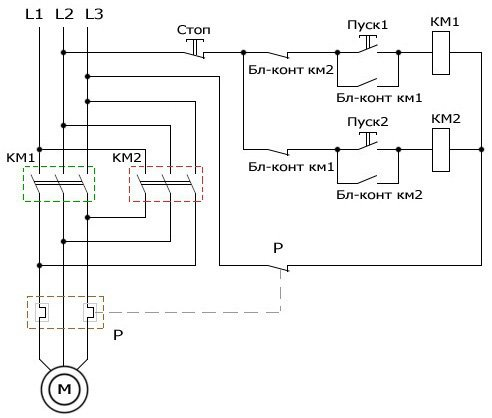 L1 L2 L3
Стоп
Пуск1
КМ1
Бл-конт км2
Бл-конт км1
Пуск2
КМ2
КМ1
КМ2
Бл-конт км1
Бл-конт км2
Р
Р
М